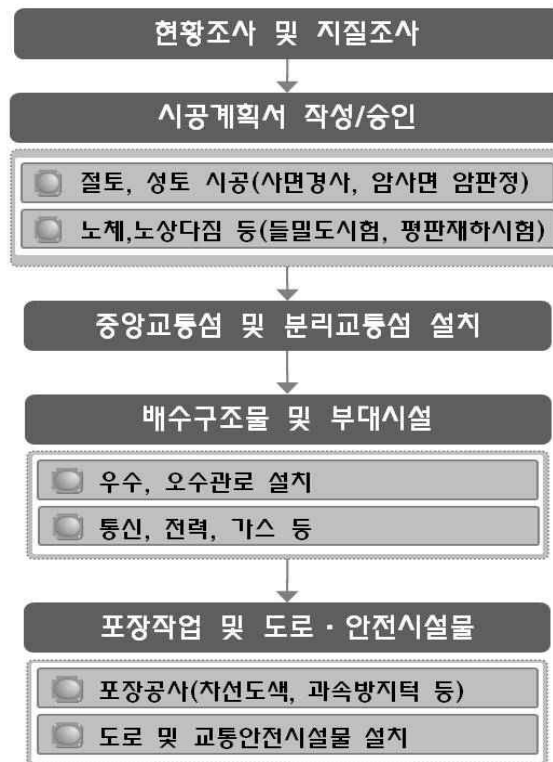 현황조사 및 지질조사
시공계획서 작성/승인
절토, 성토 시공(사면경사, 암사면 암판정)
노체,노상다짐 등(들밀도시험, 평판재하시험)
중앙교통섬 및 분리교통섬 설치
배수구조물 및 부대시설
우수, 오수관로 설치
통신, 전력, 가스 등
포장작업 및 도로 · 안전시설물
포장공사(차선도색, 과속방지턱 등)
도로 및 교통안전시설물 설치